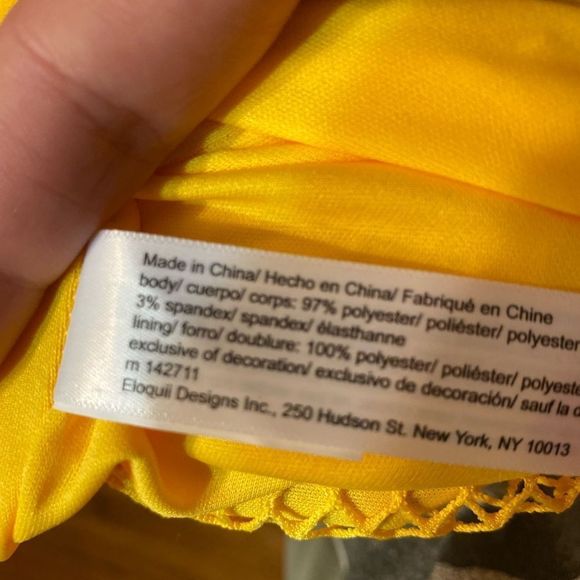 Made in China/ Hecho en China/ Fabriqué en Chine
body/ cuerpo/ corps: 97% polyester/ poliéster/ polyester
3% spandex/ spandex/ élasthanne
lining/ forro/ doublure: 100% polyester/ poliéster/ polyeste
exclusive of decoration/ exclusivo de decoración/ sauf la d
m 142711
Eloquii Designs Inc., 250 Hudson St. New York, NY 10013